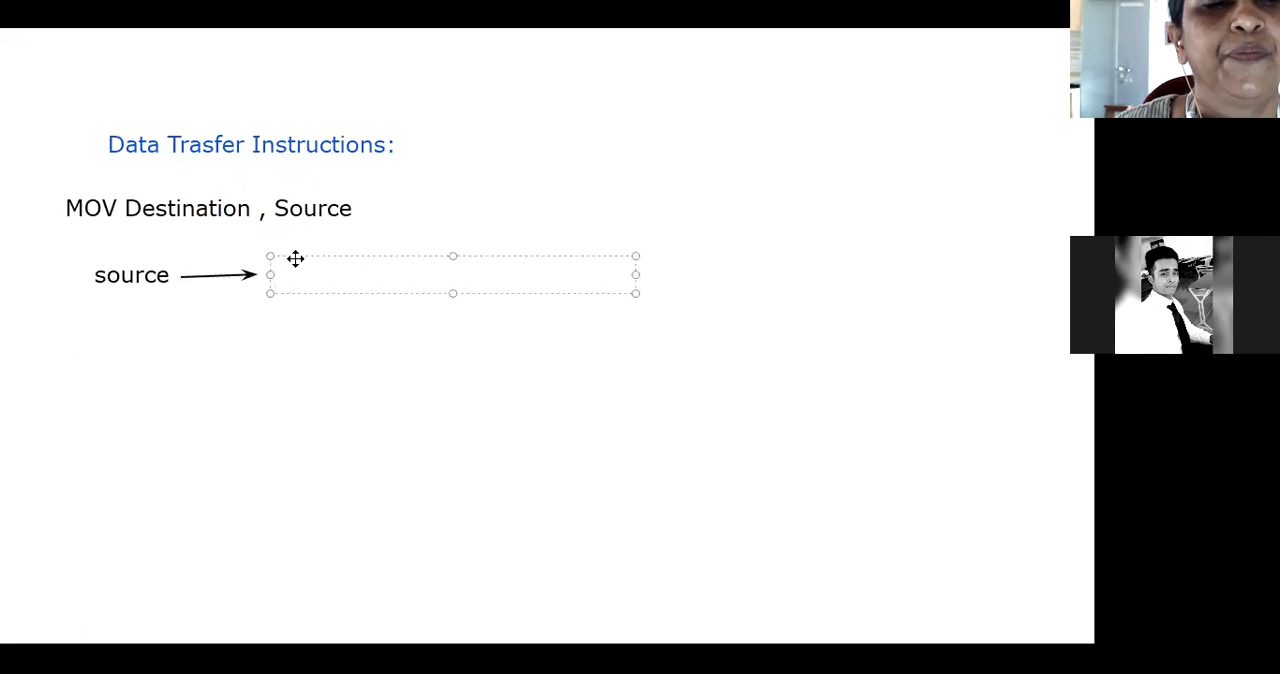 Data Trasfer Instructions:
MOV Destination , Source
source